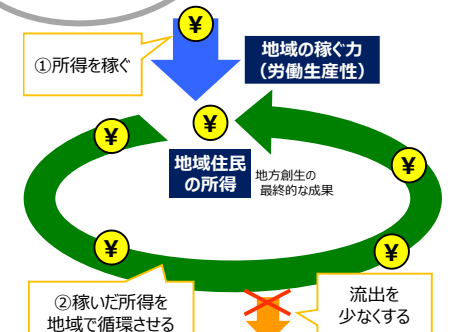 ¥
①所得を稼ぐ
地域の稼ぐ力
（労働生産性）
¥
¥
地域住民
の所得
地方創生の
最終的な成果
¥
¥
¥
②稼いだ所得を
地域で循環させる
流出を
少なくする